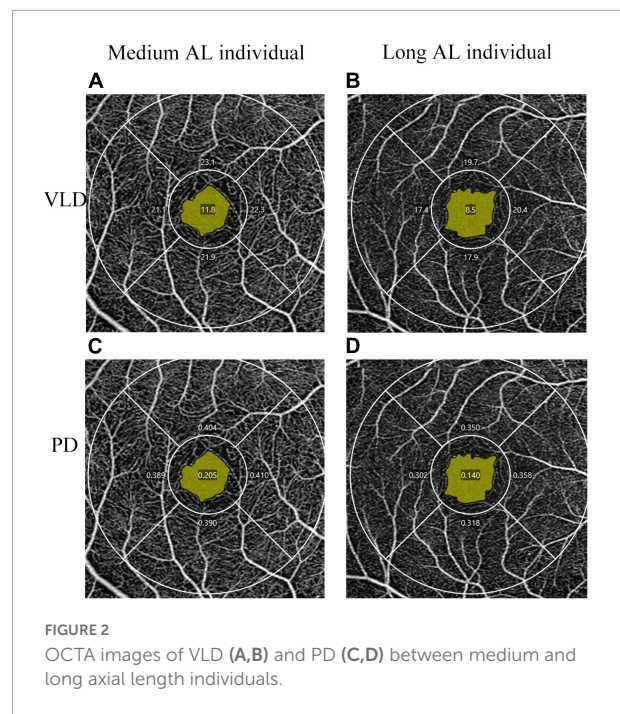 Medium AL individual Long AL individual
A B
23.1 19.7
VLD 21.1 11.8 22.3 17.4 8.5 20.4
21.9 17.9
C D
0.404 0.350
PD 0.389 0.205 0.410 0.302 0.140 0.358
0.390 0.318
FIGURE 2
OCTA images of VLD (A,B) and PD (C,D) between medium and
long axial length individuals.